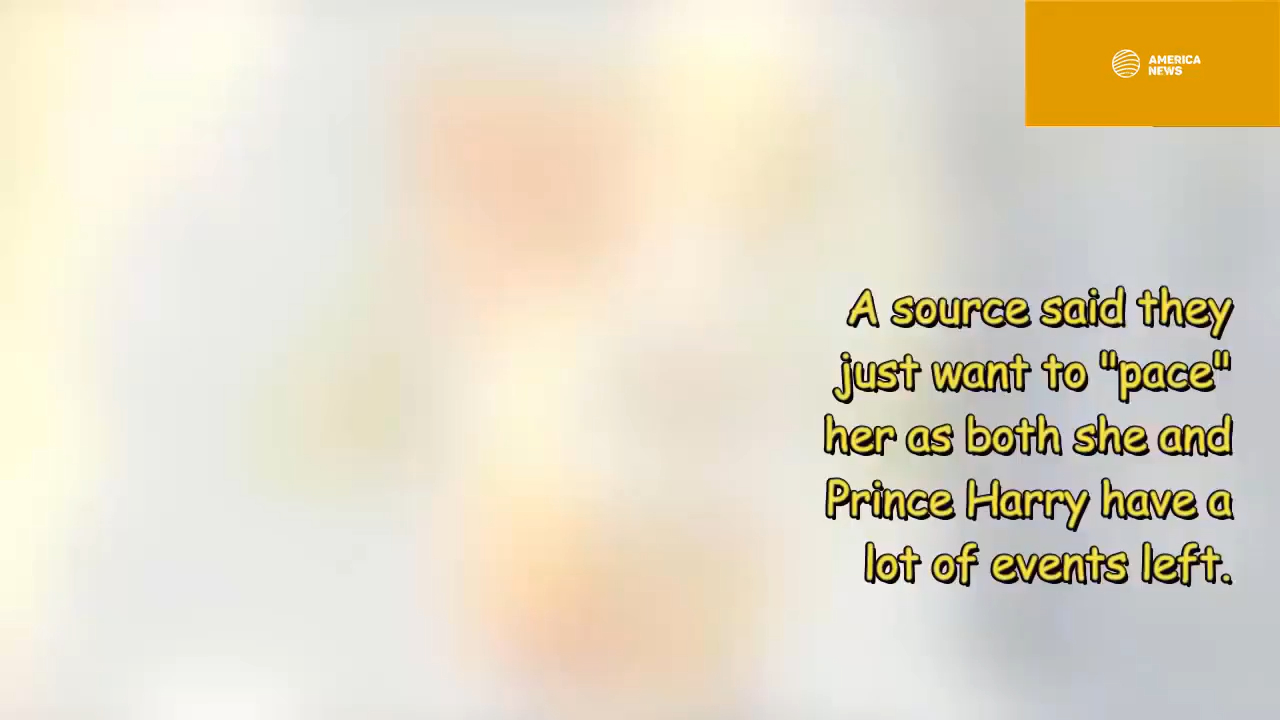 AMERICA
NEWS
A source said they
just want to "pace"
her as both she and
Prince Harry have a
lot of events left.